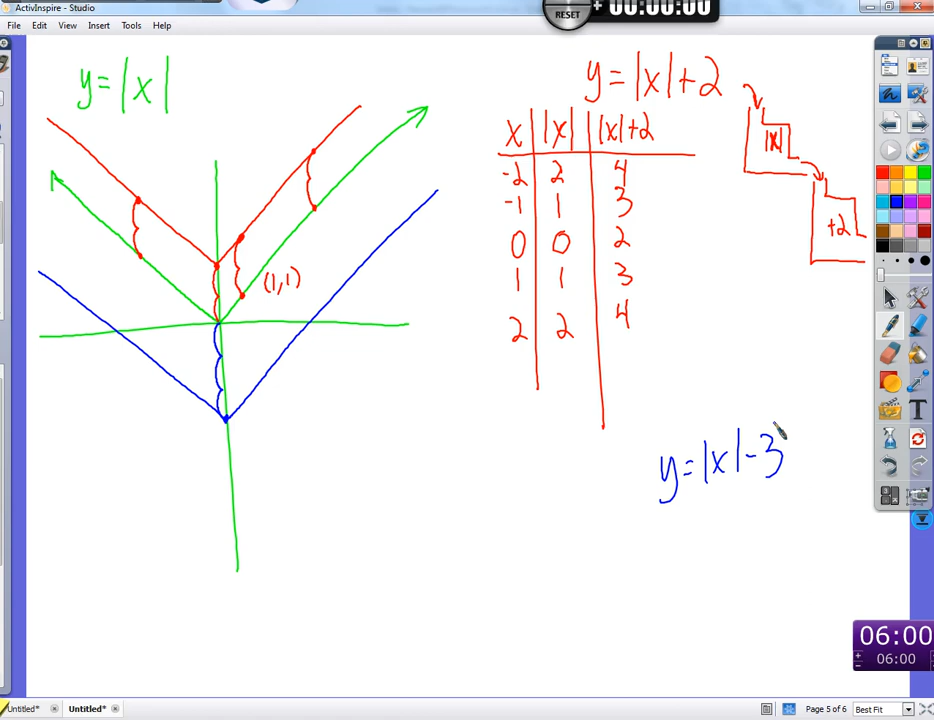 ActivInspire - Studio
File Edit View Insert Tools Help
RESET
00:00:00
y=|x|
y=|x|+2
x |x| |x|+2
-2 2 4
-1 1 3
0 0 2
1 1 3
2 2 4
|x|
+2
(1,1)
y=|x|-3
06:00
06:00
Untitled* Untitled* Page 5 of 6 Best Fit